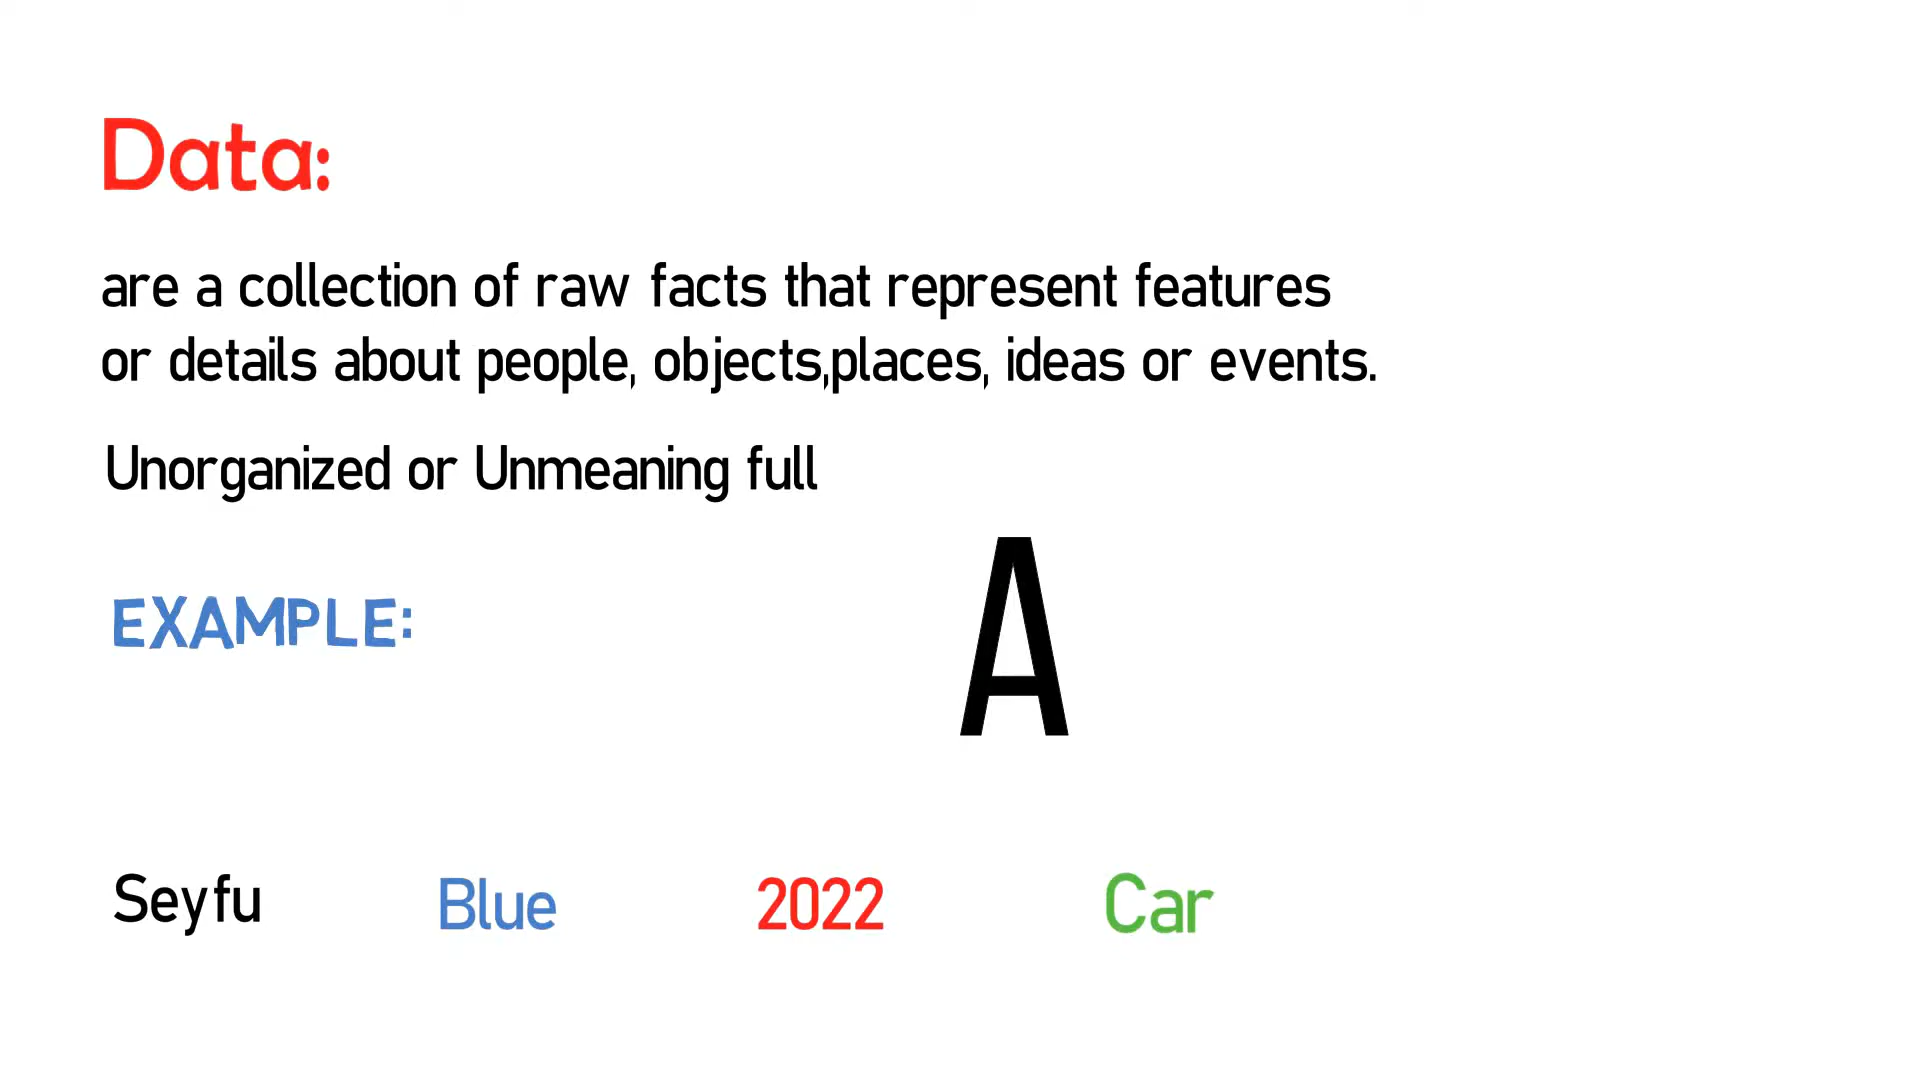 Data:
are a collection of raw facts that represent features
or details about people, objects,places, ideas or events.
Unorganized or Unmeaning full
EXAMPLE:
A
Seyfu Blue 2022 Car